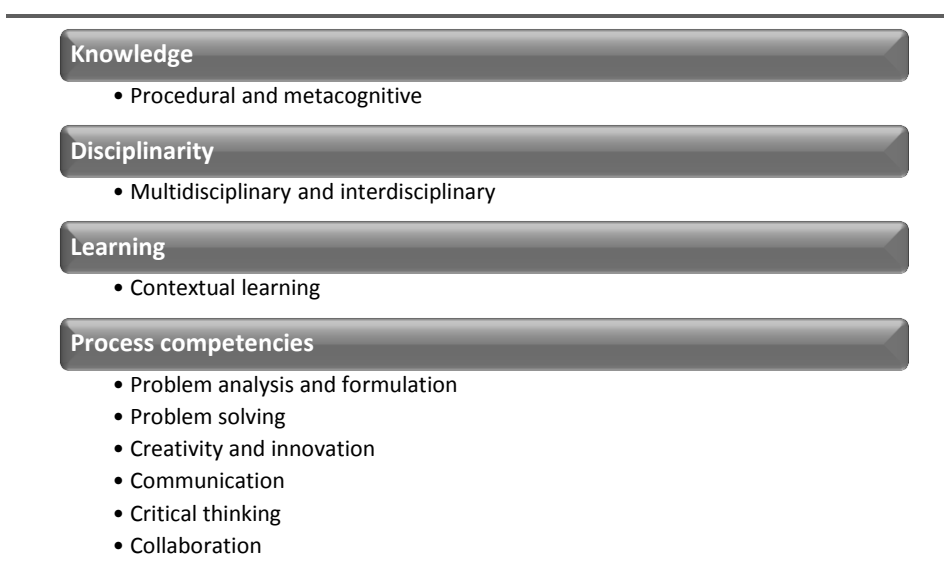 Knowledge
• Procedural and metacognitive
Disciplinarity
• Multidisciplinary and interdisciplinary
Learning
• Contextual learning
Process competencies
• Problem analysis and formulation
• Problem solving
• Creativity and innovation
• Communication
• Critical thinking
• Collaboration